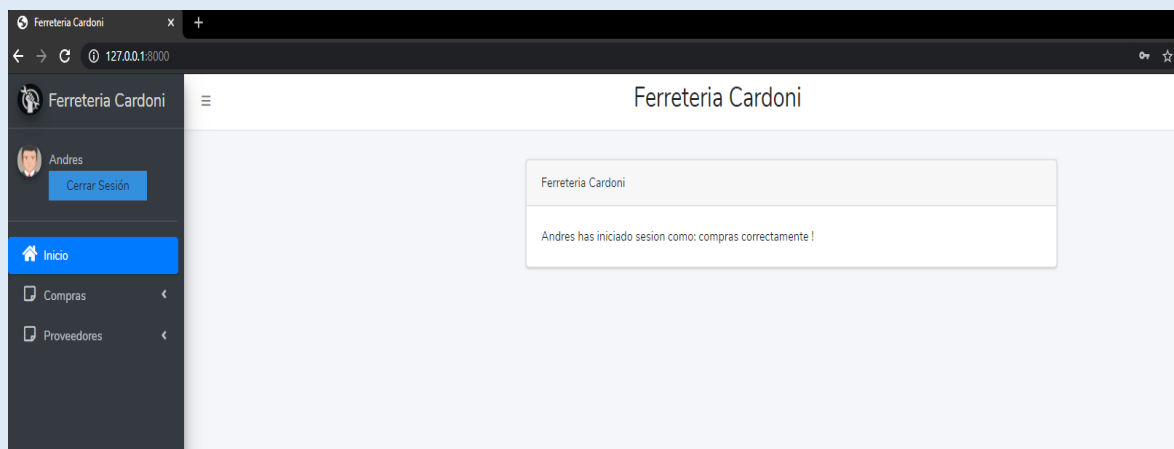 Ferreteria Cardoni
127.0.0.1:8000
Ferreteria Cardoni
Ferreteria Cardoni
Andres
Cerrar Sesión
Ferreteria Cardoni
Andres has iniciado sesion como: compras correctamente !
Inicio
Compras
Proveedores